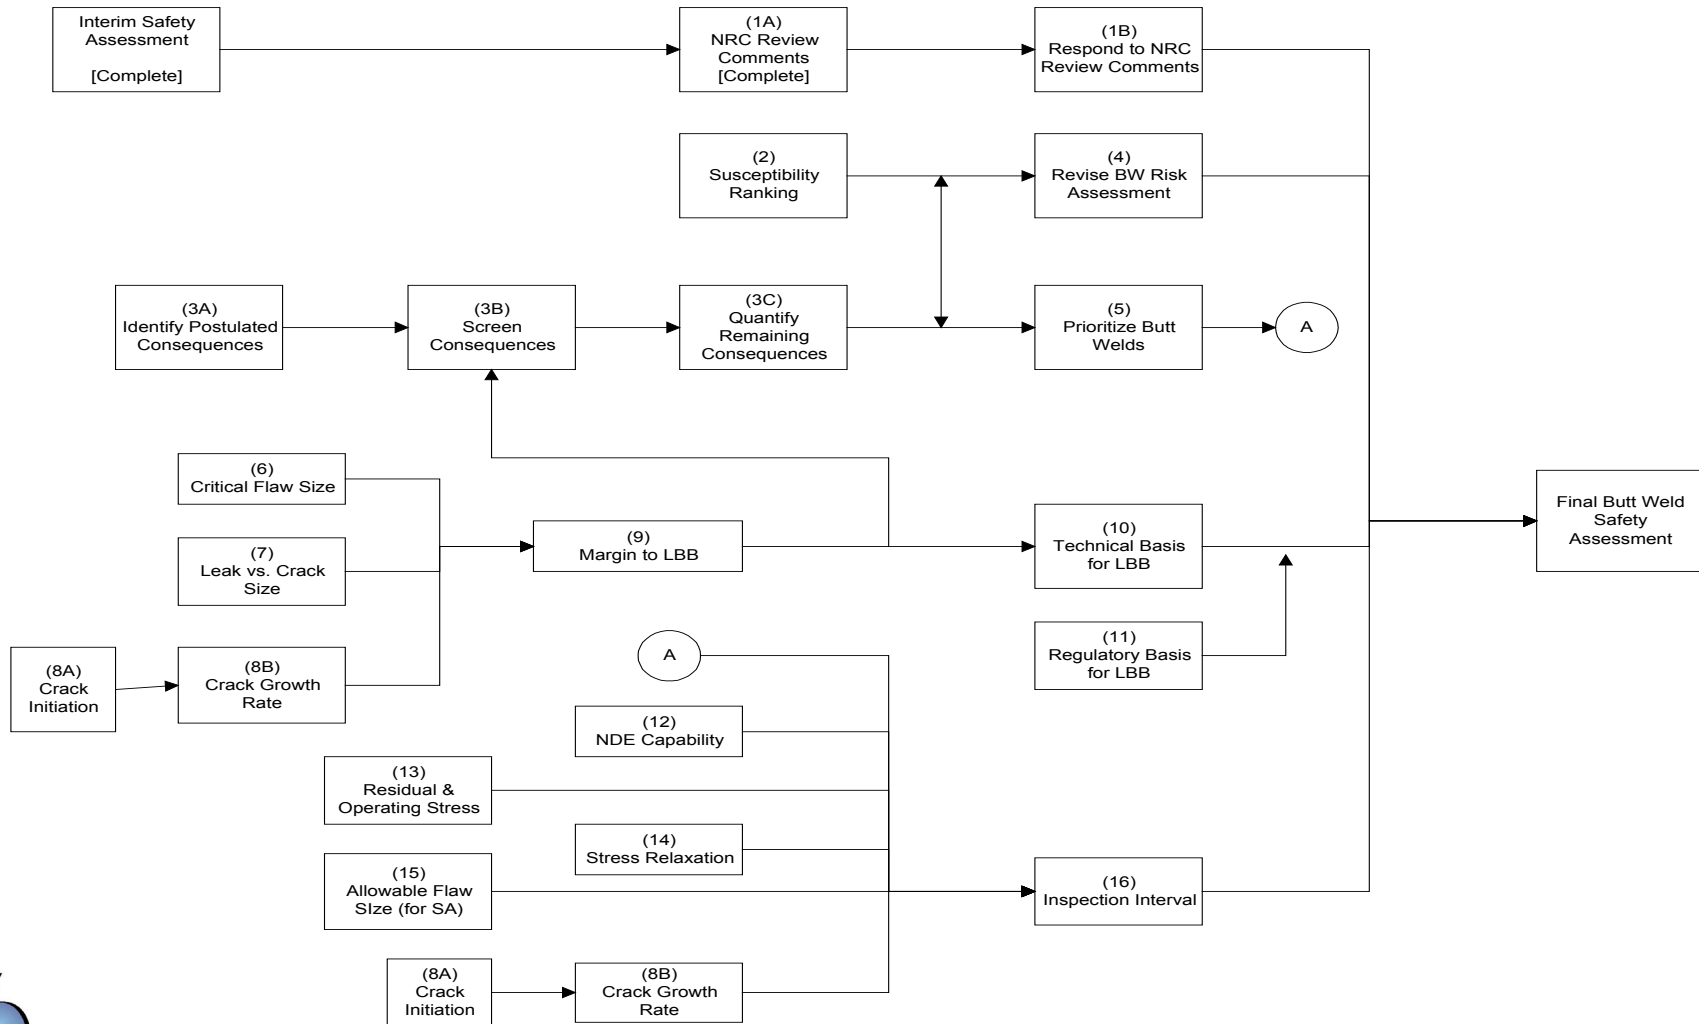 Interim Safety
Assessment
[Complete]
(1A)
NRC Review
Comments
[Complete]
(1B)
Respond to NRC
Review Comments
(2)
Susceptibility
Ranking
(4)
Revise BW Risk
Assessment
(3A)
Identify Postulated
Consequences
(3B)
Screen
Consequences
(3C)
Quantify
Remaining
Consequences
(5)
Prioritize Butt
Welds
A
(6)
Critical Flaw Size
(7)
Leak vs. Crack
Size
(8A)
Crack
Initiation
(8B)
Crack Growth
Rate
(9)
Margin to LBB
(10)
Technical Basis
for LBB
(11)
Regulatory Basis
for LBB
Final Butt Weld
Safety
Assessment
A
(12)
NDE Capability
(13)
Residual &
Operating Stress
(14)
Stress Relaxation
(15)
Allowable Flaw
SIze (for SA)
(8A)
Crack
Initiation
(8B)
Crack Growth
Rate
(16)
Inspection Interval